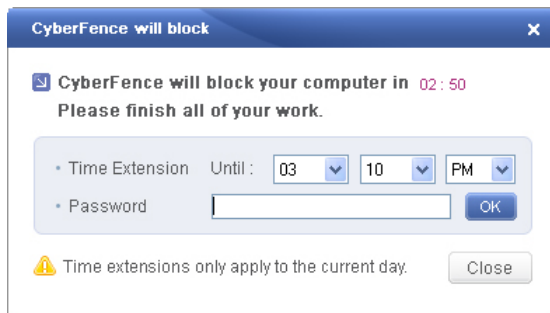 CyberFence will block
CyberFence will block your computer in 02 : 50
Please finish all of your work.
Time Extension Until : 03 10 PM
Password OK
Time extensions only apply to the current day. Close